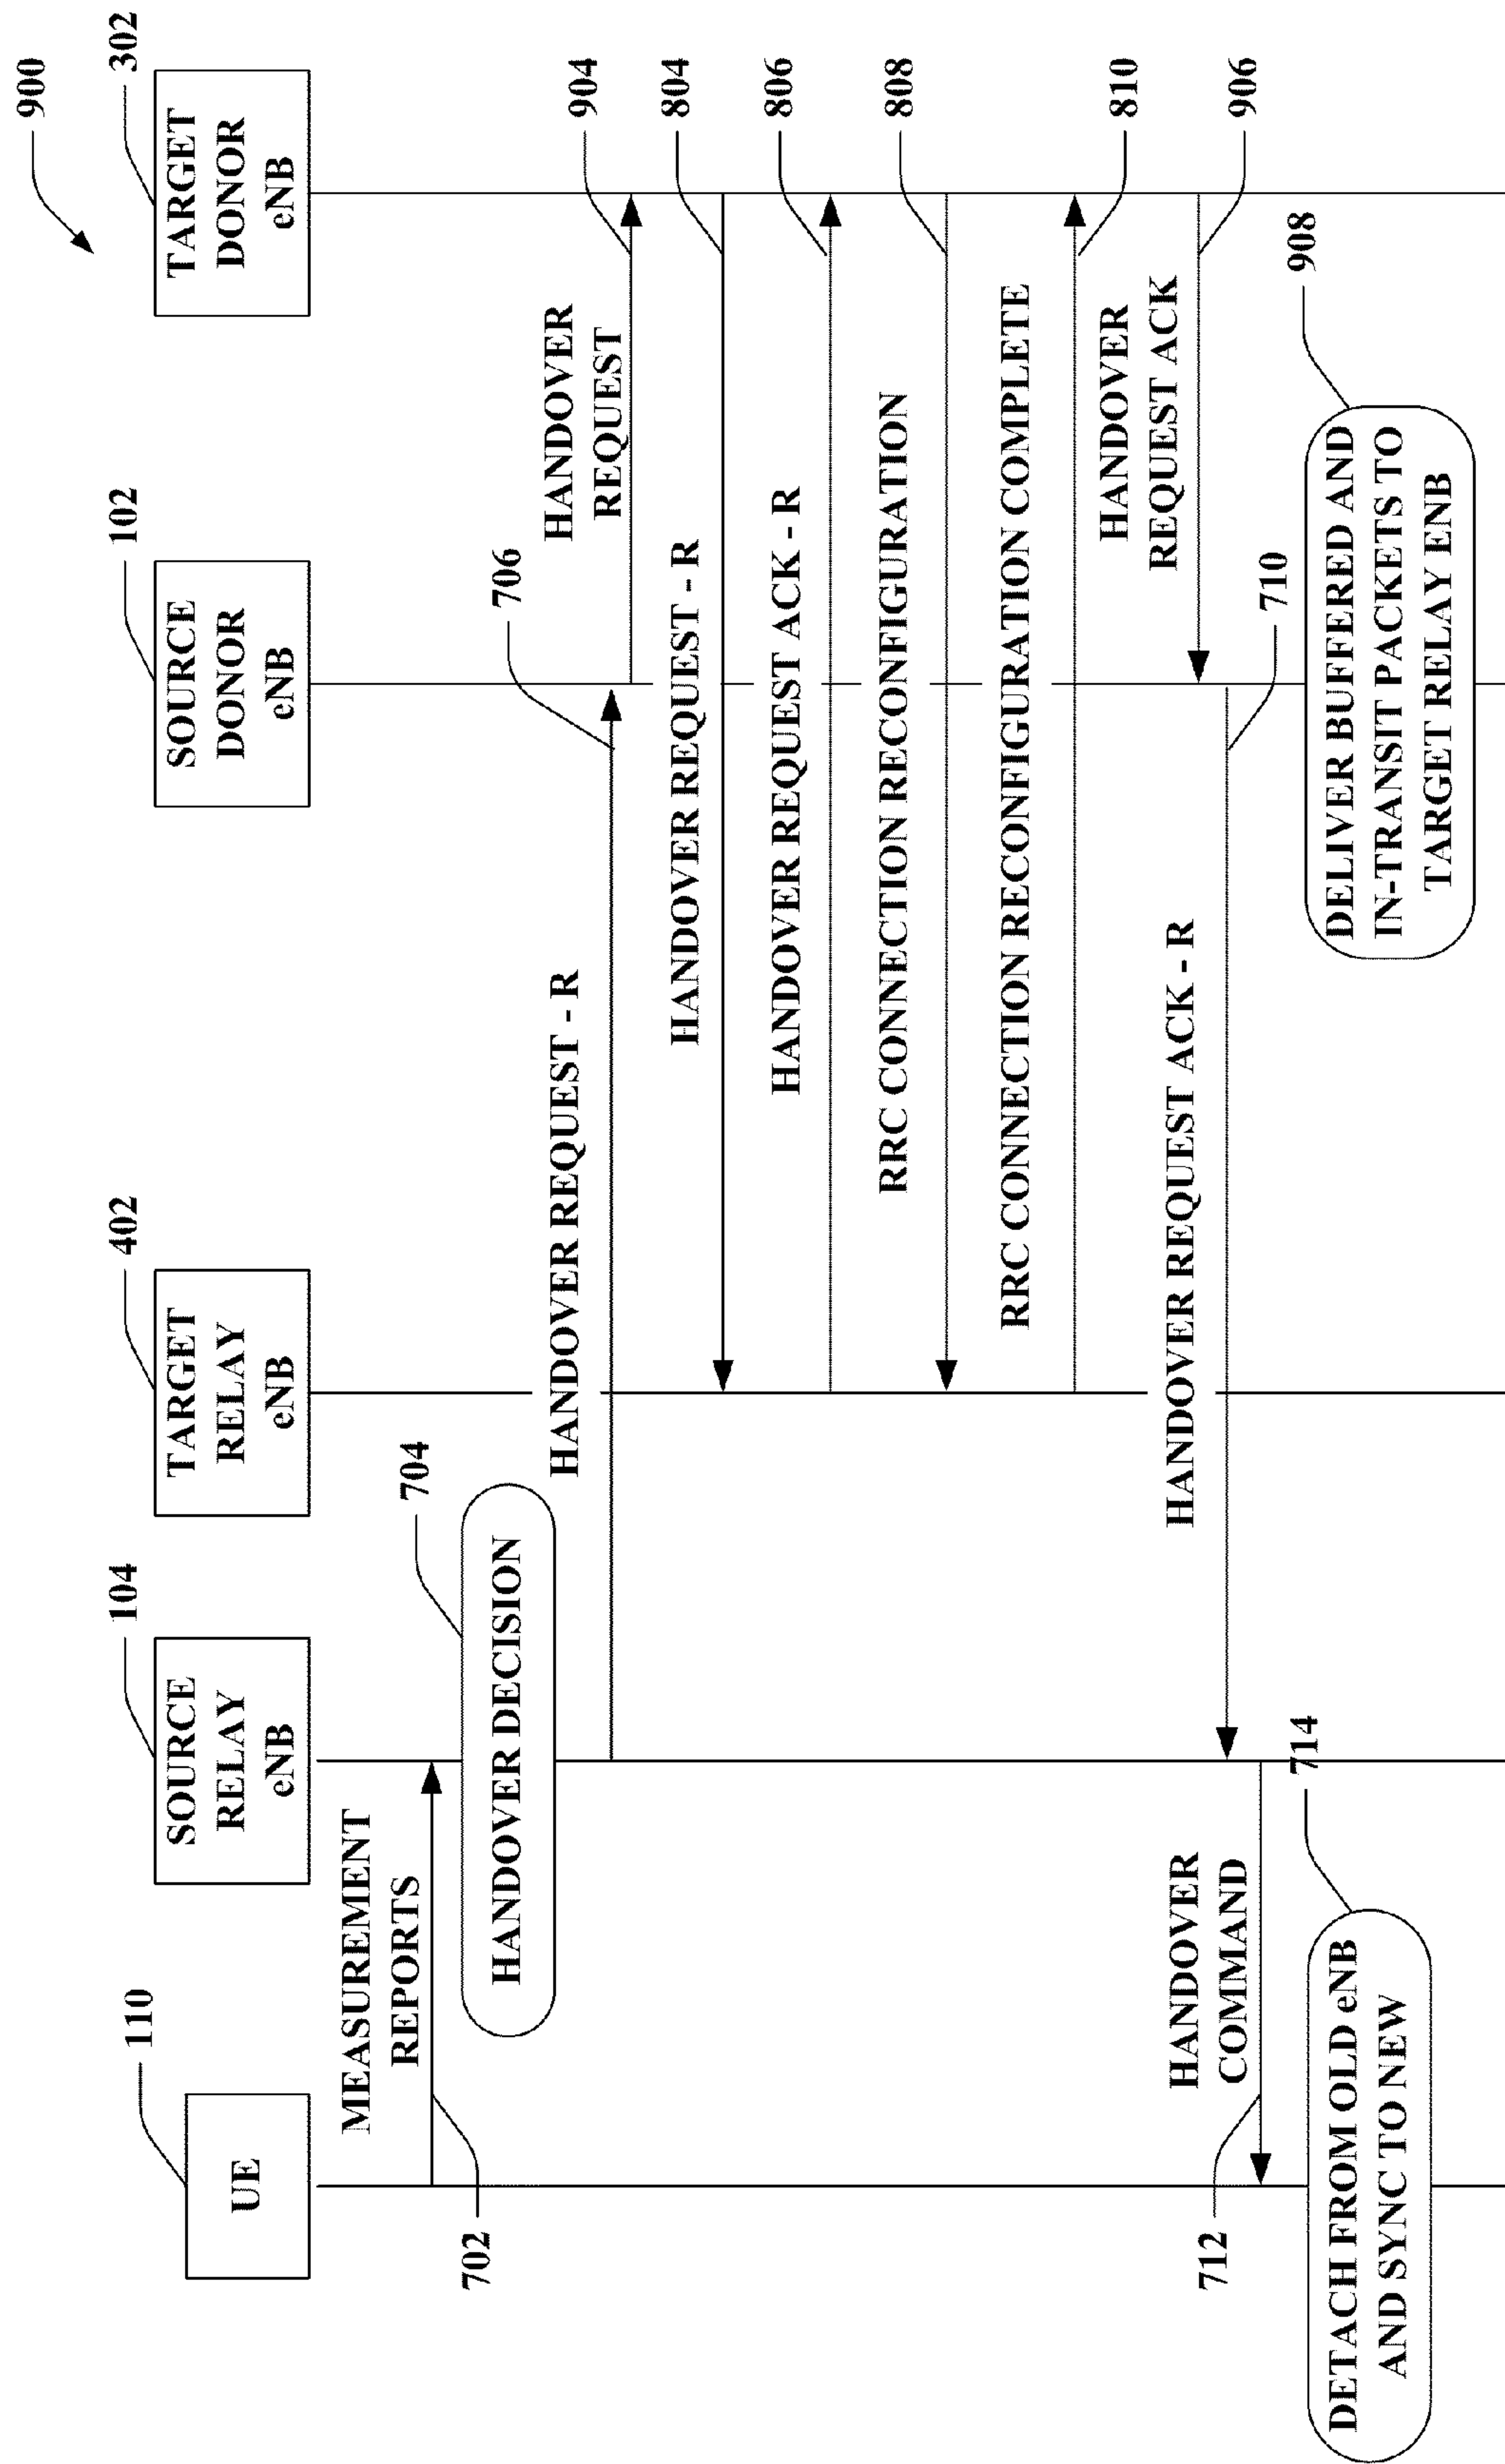 900
110
104
402
102
302
UE
SOURCE
RELAY
eNB
TARGET
RELAY
eNB
SOURCE
DONOR
eNB
TARGET
DONOR
eNB
MEASUREMENT
REPORTS
702
704
HANDOVER DECISION
HANDOVER REQUEST - R
706
HANDOVER
REQUEST
904
HANDOVER REQUEST - R
804
HANDOVER REQUEST ACK - R
806
RRC CONNECTION RECONFIGURATION
808
RRC CONNECTION RECONFIGURATION COMPLETE
810
HANDOVER
REQUEST ACK
906
HANDOVER REQUEST ACK - R
710
HANDOVER
COMMAND
712
714
DETACH FROM OLD eNB
AND SYNC TO NEW
908
DELIVER BUFFERED AND
IN-TRANSIT PACKETS TO
TARGET RELAY ENB